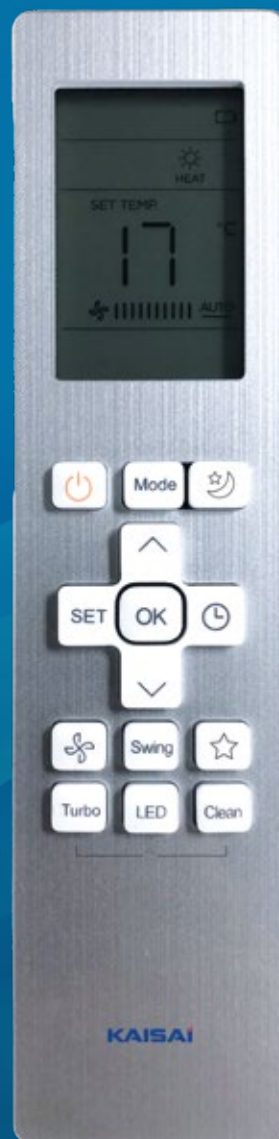 HEAT
SET TEMP.
17 °C
AUTO
Mode
SET OK
Swing
Turbo LED Clean
KAISAI